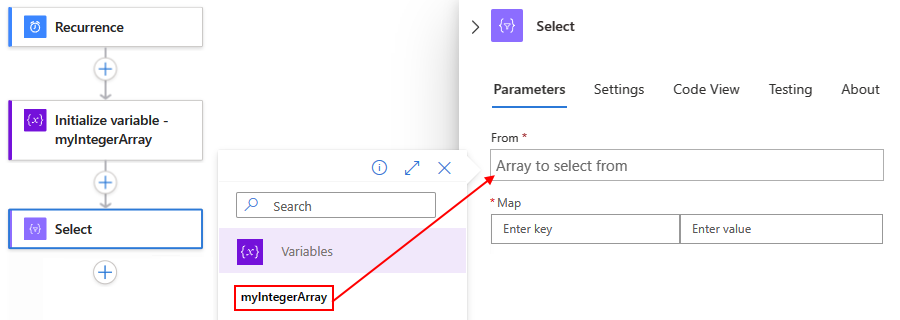 Recurrence
{x} Initialize variable -
myIntegerArray
Select
Search
{x} Variables
myIntegerArray
Select
Parameters Settings Code View Testing About
From *
Array to select from
* Map
Enter key Enter value